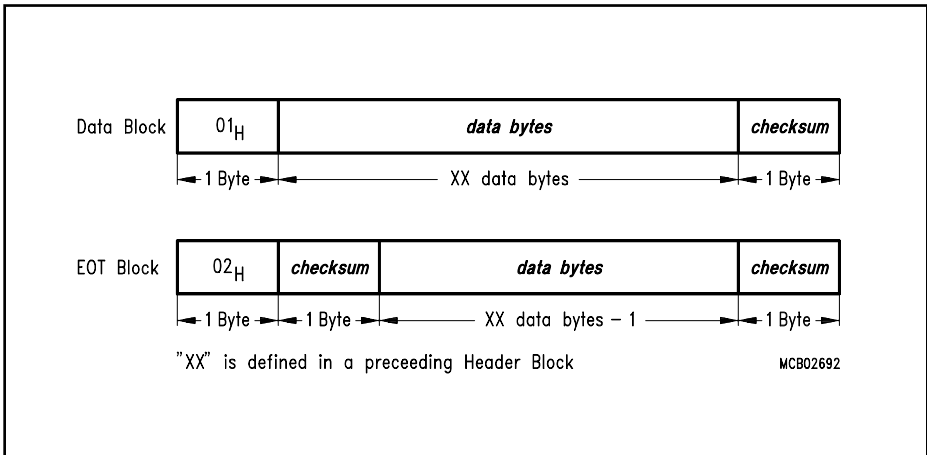 Data Block 01H data bytes checksum
1 Byte XX data bytes 1 Byte
EOT Block 02H checksum data bytes checksum
1 Byte 1 Byte XX data bytes - 1 1 Byte
"XX" is defined in a preceeding Header Block MCB02692